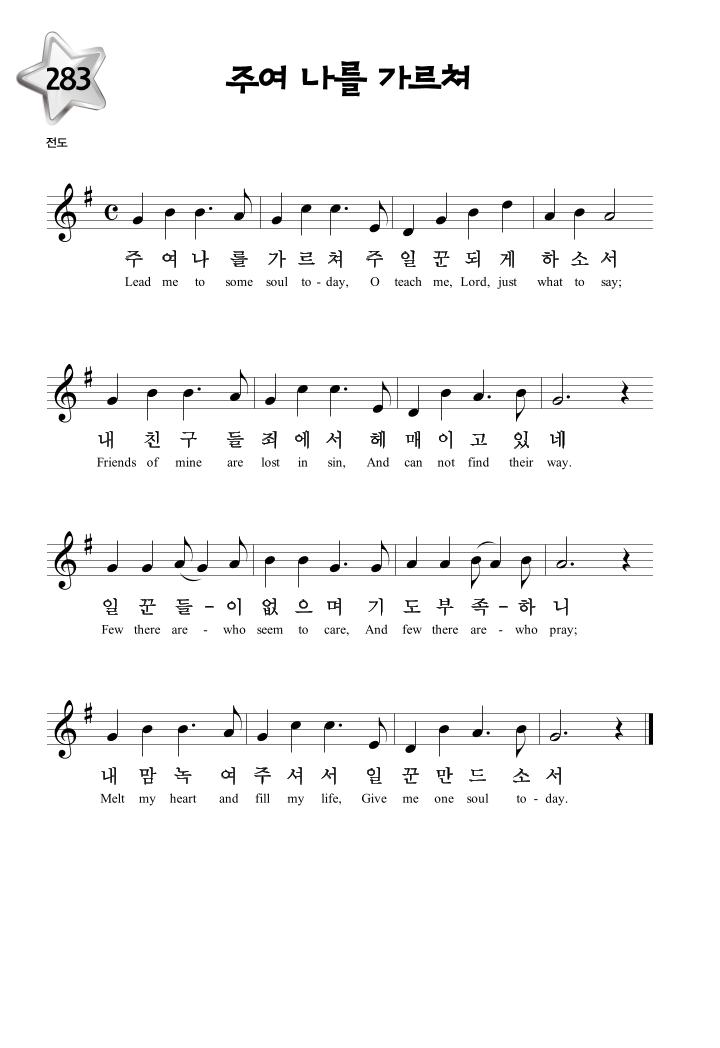 283
주여 나를 가르쳐
전도
주 여 나 를 가 르 쳐 주 일 꾼 되 게 하 소 서
Lead me to some soul to - day, O teach me, Lord, just what to say;
내 친 구 들 죄 에 서 헤 매 이 고 있 네
Friends of mine are lost in sin, And can not find their way.
일 꾼 들 - 이 없 으 며 기 도 부 족 - 하 니
Few there are - who seem to care, And few there are - who pray;
내 맘 녹 여 주 셔 서 일 꾼 만 드 소 서
Melt my heart and fill my life, Give me one soul to - day.